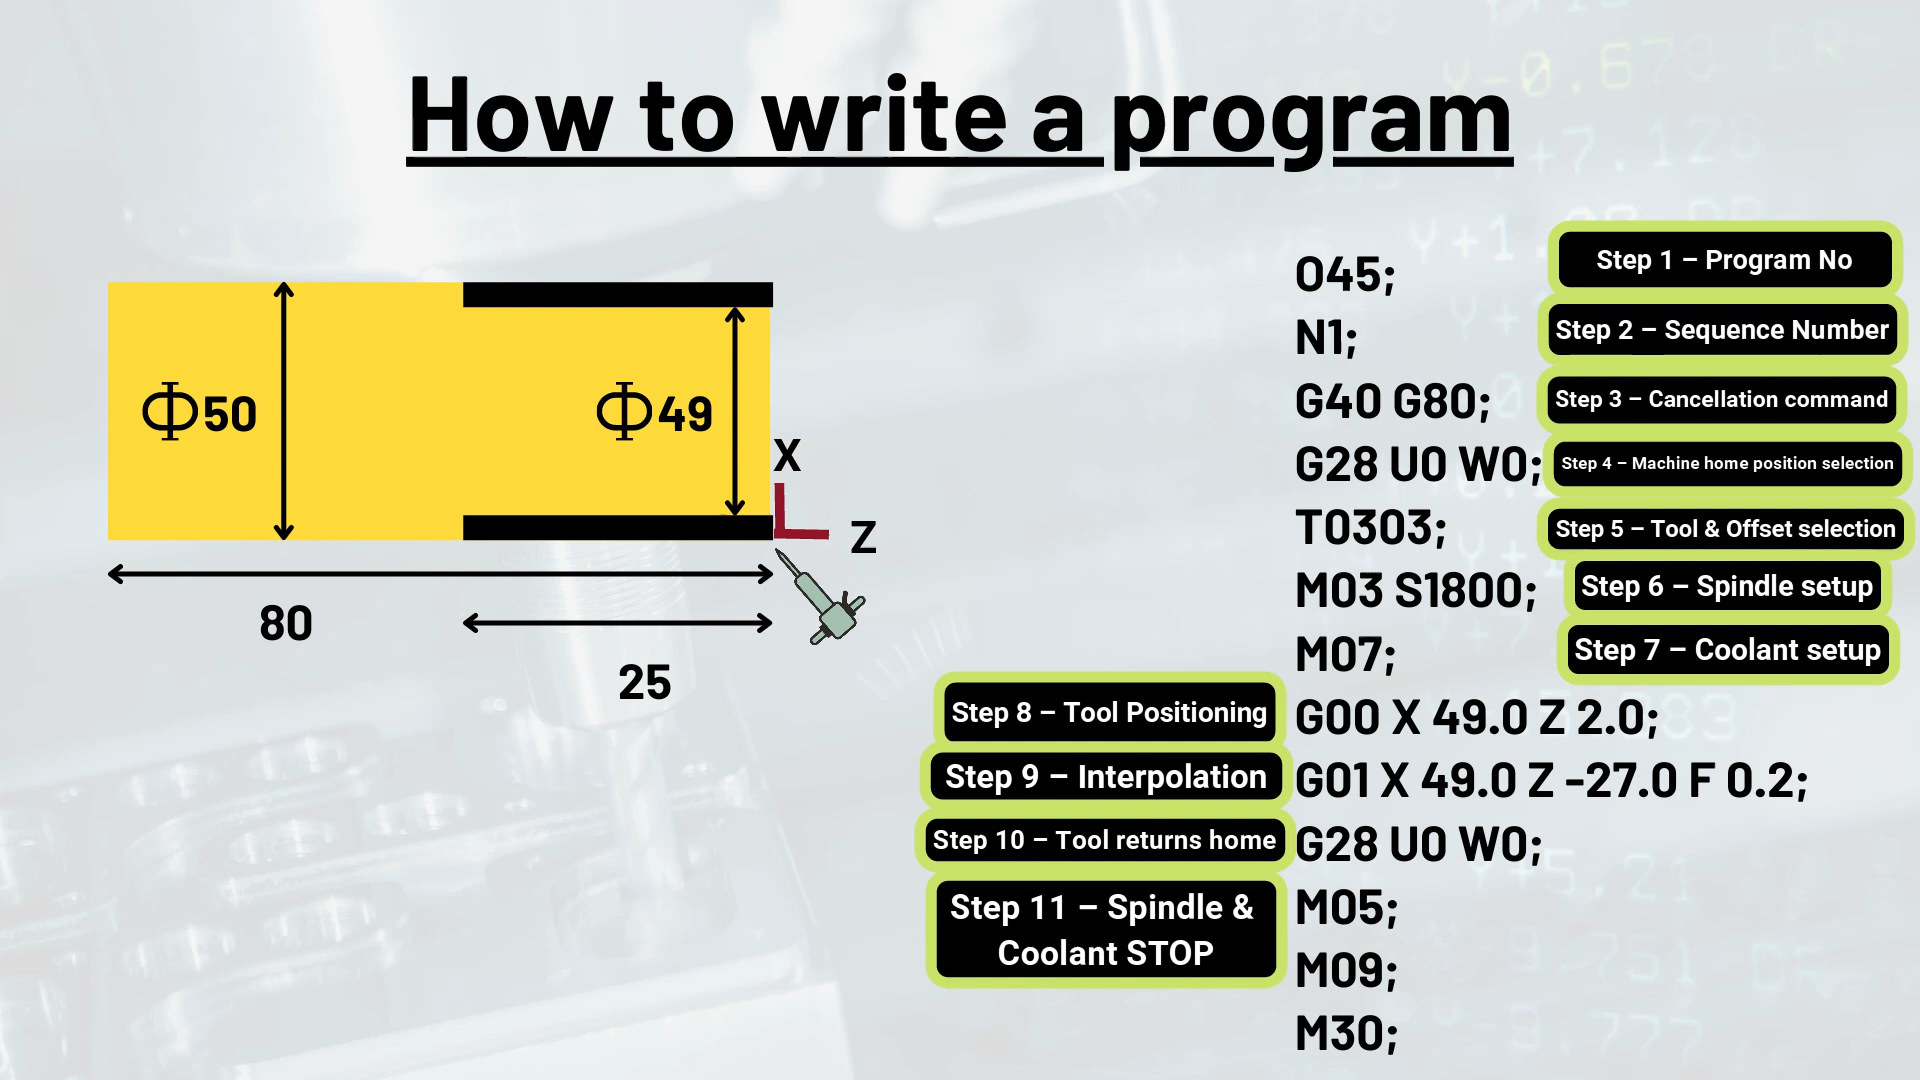 How to write a program
Φ50
Φ49
X
Z
80
25
O45;
Step 1 – Program No
N1;
Step 2 – Sequence Number
G40 G80;
Step 3 – Cancellation command
G28 U0 W0;
Step 4 – Machine home position selection
T0303;
Step 5 – Tool & Offset selection
M03 S1800;
Step 6 – Spindle setup
M07;
Step 7 – Coolant setup
Step 8 – Tool Positioning
G00 X 49.0 Z 2.0;
Step 9 – Interpolation
G01 X 49.0 Z -27.0 F 0.2;
Step 10 – Tool returns home
G28 U0 W0;
Step 11 – Spindle &
Coolant STOP
M05;
M09;
M30;